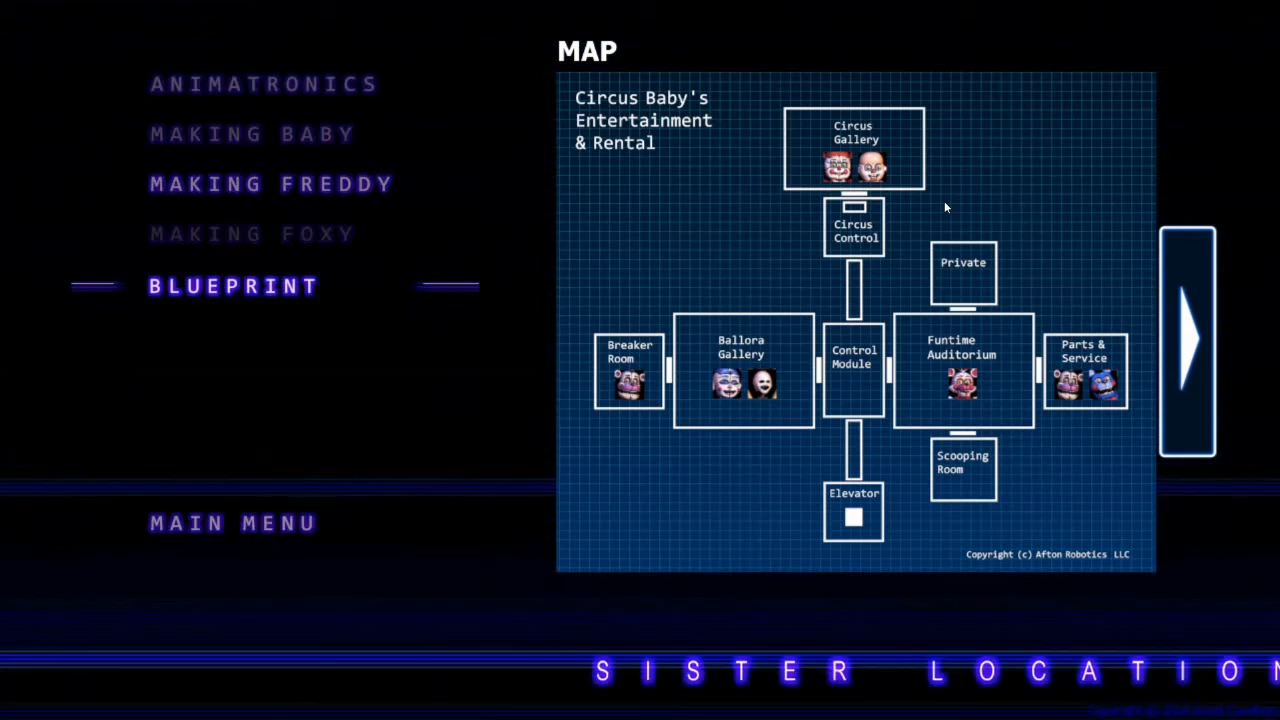 ANIMATRONICS
MAKING BABY
MAKING FREDDY
MAKING FOXY
BLUEPRINT
MAIN MENU
MAP
Circus Baby's
Entertainment
& Rental
Circus
Gallery
Circus
Control
Private
Breaker
Room
Ballora
Gallery
Control
Module
Funtime
Auditorium
Parts &
Service
Scooping
Room
Elevator
Copyright (c) Afton Robotics LLC
SISTER LOCATION